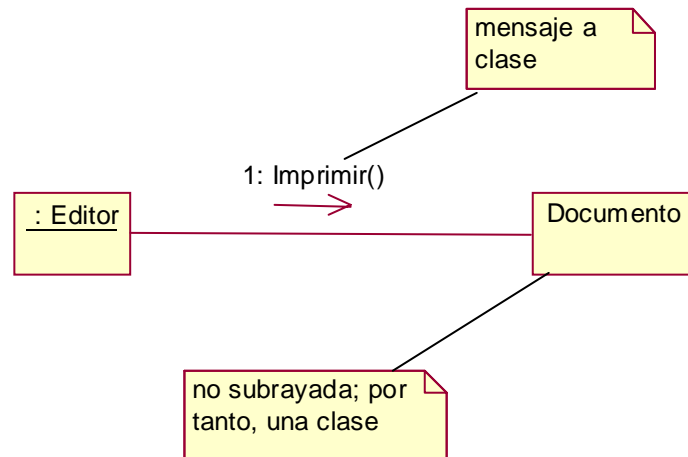 mensaje a
clase
1: Imprimir()
: Editor
Documento
no subrayada; por
tanto, una clase